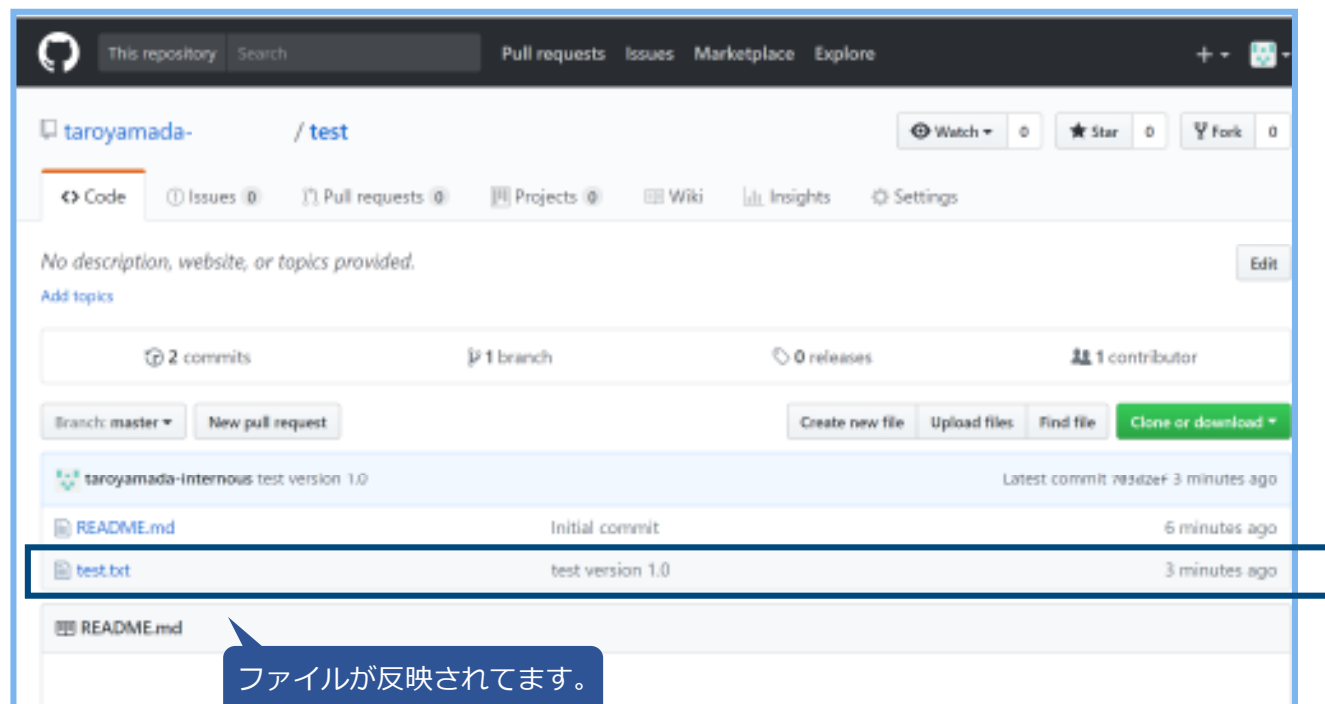 This repository Search Pull requests Issues Marketplace Explore
taroyamada- / test Watch 0 Star 0 Fork 0
Code Issues 0 Pull requests 0 Projects 0 Wiki Insights Settings
No description, website, or topics provided. Edit
Add topics
2 commits 1 branch 0 releases 1 contributor
Branch: master New pull request Create new file Upload files Find file Clone or download
taroyamada-internous test version 1.0 Latest commit 3 minutes ago
README.md Initial commit 6 minutes ago
test.txt test version 1.0 3 minutes ago
README.md
ファイルが反映されてます。